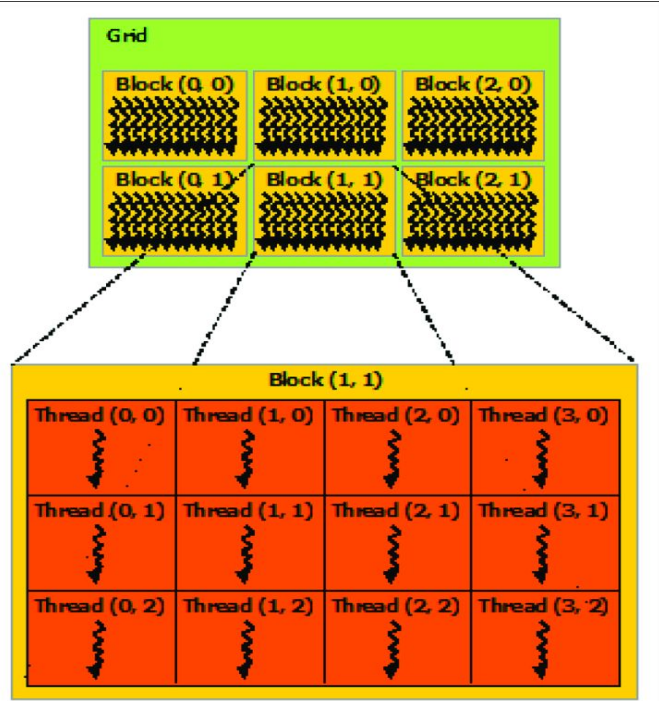 Grid
Block (0, 0) Block (1, 0) Block (2, 0)
Block (0, 1) Block (1, 1) Block (2, 1)
Block (1, 1)
Thread (0, 0) Thread (1, 0) Thread (2, 0) Thread (3, 0)
Thread (0, 1) Thread (1, 1) Thread (2, 1) Thread (3, 1)
Thread (0, 2) Thread (1, 2) Thread (2, 2) Thread (3, 2)